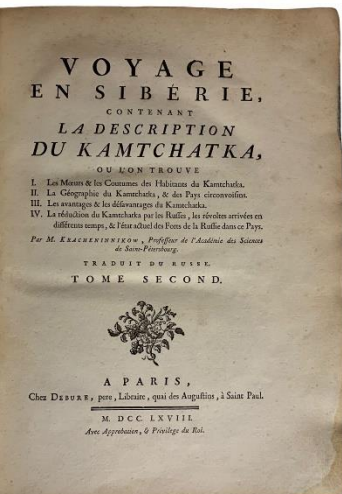 VOYAGE
EN SIBÉRIE,
CONTENANT
LA DESCRIPTION
DU KAMTCHATKA,
OU L'ON TROUVE
I. Les Mœurs & les Coutumes des Habitants du Kamtchatka.
II. La Géographie du Kamtchatka, & des Pays circonvoisins.
III. Les avantages & les désavantages du Kamtchatka.
IV. La réduction du Kamtchatka par les Russes, les révoltes arrivées en
différents temps, & l'état actuel des Forts de la Russie dans ce Pays.
Par M. KRACHENINNIKOW, Professeur de l'Académie des Sciences
de Saint-Pétersbourg.
TRADUIT DU RUSSE.
TOME SECOND.
A PARIS,
Chez DEBURE, pere, Libraire, quai des Augustins, à Saint Paul.
M. DCC. LXVIII.
Avec Approbation, & Privilege du Roi.